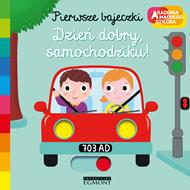 Pierwsze bajeczki
AKADEMIA
MĄDREGO
DZIECKA
Dzień dobry,
samochodziku!
703 AD
EGMONT